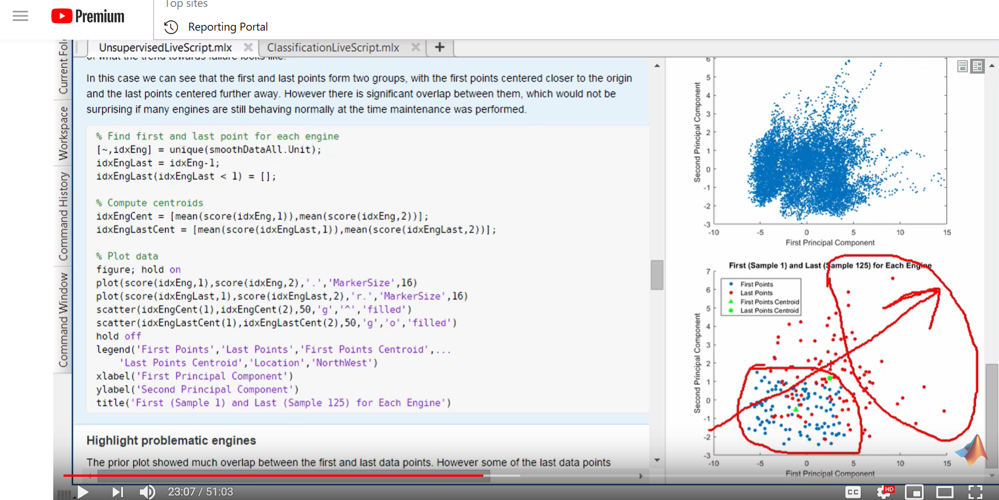 Top sites
Premium
Reporting Portal
UnsupervisedLiveScript.mlx
ClassificationLiveScript.mlx
+
Current Fol
Workspace
Command History
Command Window
of what the trend towards failure looks like.
In this case we can see that the first and last points form two groups, with the first points centered closer to the origin
and the last points centered further away. However there is significant overlap between them, which would not be
surprising if many engines are still behaving normally at the time maintenance was performed.
% Find first and last point for each engine
[~,idxEng] = unique(smoothDataAll.Unit);
idxEngLast = idxEng-1;
idxEngLast(idxEngLast < 1) = [];
% Compute centroids
idxEngCent = [mean(score(idxEng,1)),mean(score(idxEng,2))];
idxEngLastCent = [mean(score(idxEngLast,1)),mean(score(idxEngLast,2))];
% Plot data
figure; hold on
plot(score(idxEng,1),score(idxEng,2),'.','MarkerSize',16)
plot(score(idxEngLast,1),score(idxEngLast,2),'r.','MarkerSize',16)
scatter(idxEngCent(1),idxEngCent(2),50,'g','^','filled')
scatter(idxEngLastCent(1),idxEngLastCent(2),50,'g','o','filled')
hold off
legend('First Points','Last Points','First Points Centroid',...
'Last Points Centroid','Location','NorthWest')
xlabel('First Principal Component')
ylabel('Second Principal Component')
title('First (Sample 1) and Last (Sample 125) for Each Engine')
Highlight problematic engines
The prior plot showed much overlap between the first and last data points. However some of the last data points
6
5
4
3
2
1
0
-1
-2
-3
Second Principal Component
-10 -5 0 5 10 15
First Principal Component
First (Sample 1) and Last (Sample 125) for Each Engine
7
6
5
4
3
2
1
0
-1
-2
-3
Second Principal Component
First Points
Last Points
First Points Centroid
Last Points Centroid
-10 -5 0 5 10 15
First Principal Component
23:07 / 51:03
CC
HD